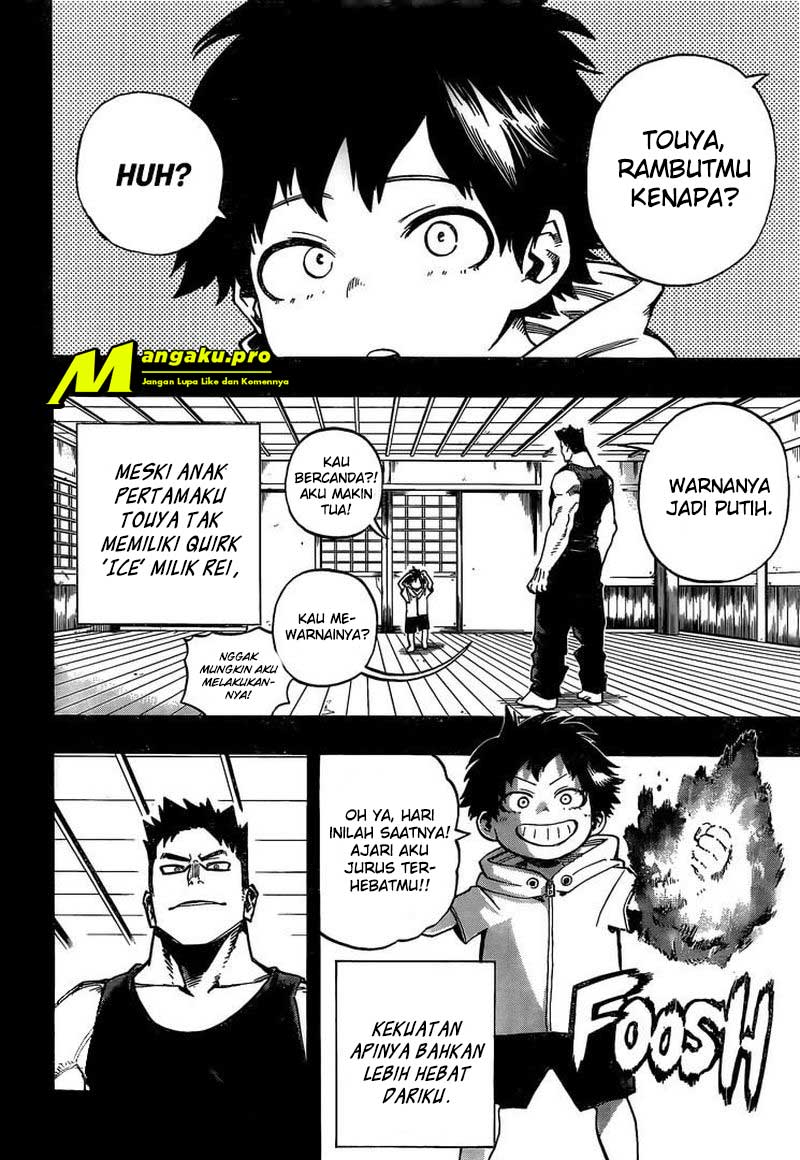 TOUYA,
RAMBUTMU
KENAPA?
HUH?
Mangaku.pro
Jangan Lupa Like dan Komennya
WARNANYA
JADI PUTIH.
KAU
BERCANDA?!
AKU MAKIN
TUA!
KAU ME-
WARNAINYA?
NGGAK
MUNGKIN AKU
MELAKUKAN-
NYA!
MESKI ANAK
PERTAMAKU
TOUYA TAK
MEMILIKI QUIRK
'ICE' MILIK REI,
OH YA, HARI
INILAH SAATNYA!
AJARI AKU
JURUS TER-
HEBATMU!!
FOOSH
KEKUATAN
APINYA BAHKAN
LEBIH HEBAT
DARIKU.